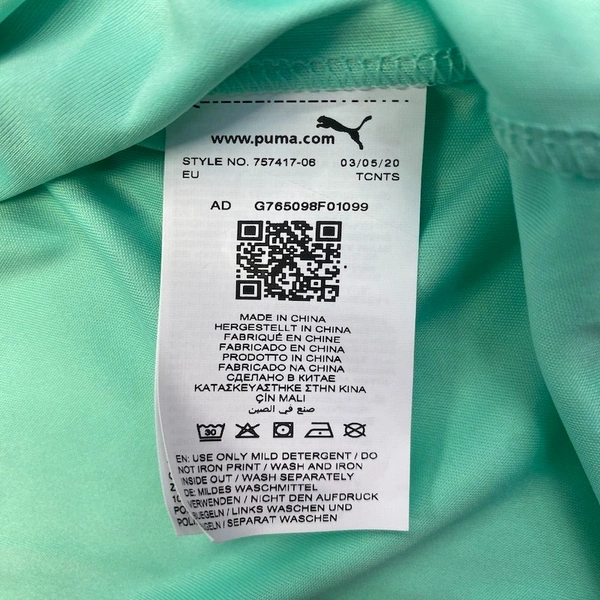 www.puma.com
STYLE NO. 757417-06 03/05/20
EU TCNTS
AD G765098F01099
MADE IN CHINA
HERGESTELLT IN CHINA
FABRIQUÉ EN CHINE
FABRICADO EN CHINA
PRODOTTO IN CHINA
FABRICADO NA CHINA
СДЕЛАНО В КИТАЕ
ΚΑΤΑΣΚΕΥΑΣΤΗΚΕ ΣΤΗΝ ΚΙΝΑ
ÇİN MALI
صنع في الصين
30
EN: USE ONLY MILD DETERGENT / DO
NOT IRON PRINT / WASH AND IRON
INSIDE OUT / WASH SEPARATELY
DE: MILDES WASCHMITTEL
VERWENDEN / NICHT DEN AUFDRUCK
BUEGELN / LINKS WASCHEN UND
BUEGELN / SEPARAT WASCHEN